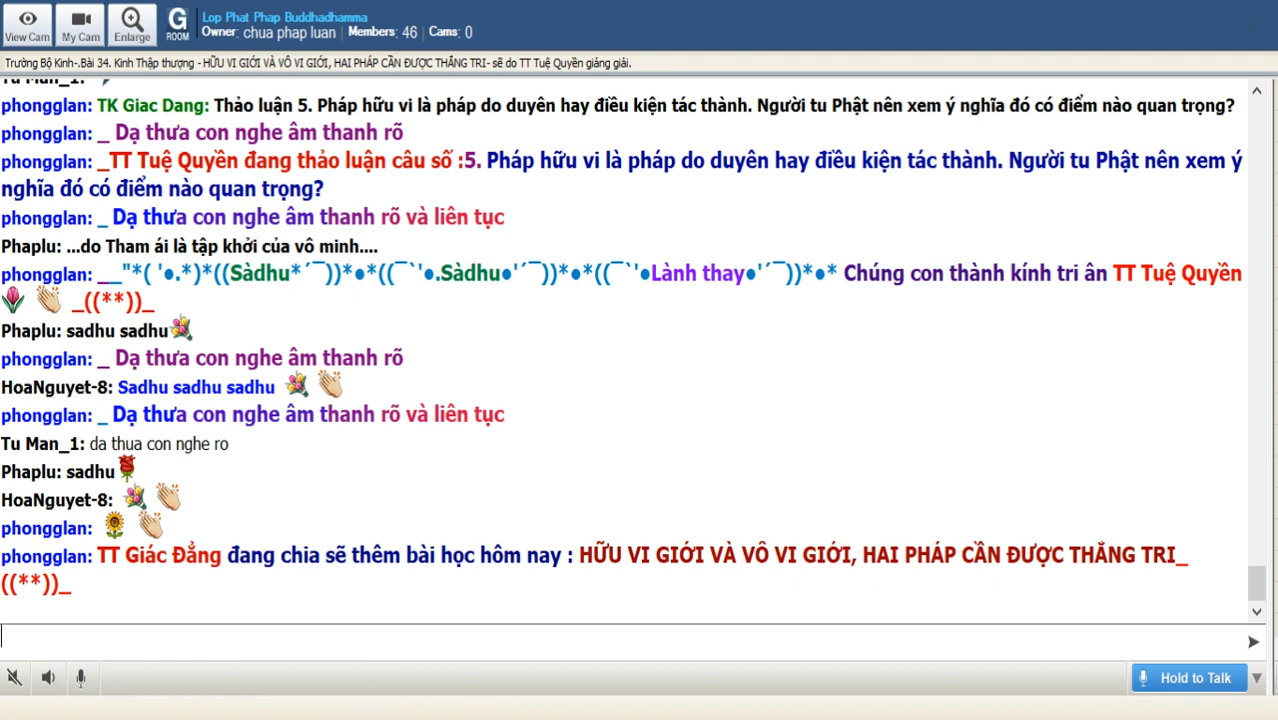 Lop Phat Phap Buddhadhamma
View Cam My Cam Enlarge G ROOM Owner: chua phap luan Members: 46 Cams: 0
Trường Bộ Kinh-.Bài 34. Kinh Thập thượng - HỮU VI GIỚI VÀ VÔ VI GIỚI, HAI PHÁP CẦN ĐƯỢC THẮNG TRI- sẽ do TT Tuệ Quyền giảng giải.
Tu Man_1:
phongglan: TK Giac Dang: Thảo luận 5. Pháp hữu vi là pháp do duyên hay điều kiện tác thành. Người tu Phật nên xem ý nghĩa đó có điểm nào quan trọng?
phongglan: _ Dạ thưa con nghe âm thanh rõ
phongglan: _TT Tuệ Quyền đang thảo luận câu số :5. Pháp hữu vi là pháp do duyên hay điều kiện tác thành. Người tu Phật nên xem ý
nghĩa đó có điểm nào quan trọng?
phongglan: _ Dạ thưa con nghe âm thanh rõ và liên tục
Phaplu: ...do Tham ái là tập khởi của vô minh....
phongglan: __"*( '●.*)*((Sàdhu*´¯))*●*((¯`'●.Sàdhu●'´¯))*●*((¯`'●Lành thay●'´¯))*●* Chúng con thành kính tri ân TT Tuệ Quyền
🌷 👏 _((**))_
Phaplu: sadhu sadhu💐
phongglan: _ Dạ thưa con nghe âm thanh rõ
HoaNguyet-8: Sadhu sadhu sadhu 💐 👏
phongglan: _ Dạ thưa con nghe âm thanh rõ và liên tục
Tu Man_1: da thua con nghe ro
Phaplu: sadhu🌹
HoaNguyet-8: 💐 👏
phongglan: 🌻 👏
phongglan: TT Giác Đẳng đang chia sẽ thêm bài học hôm nay : HỮU VI GIỚI VÀ VÔ VI GIỚI, HAI PHÁP CẦN ĐƯỢC THẮNG TRI_
((**))_
Hold to Talk